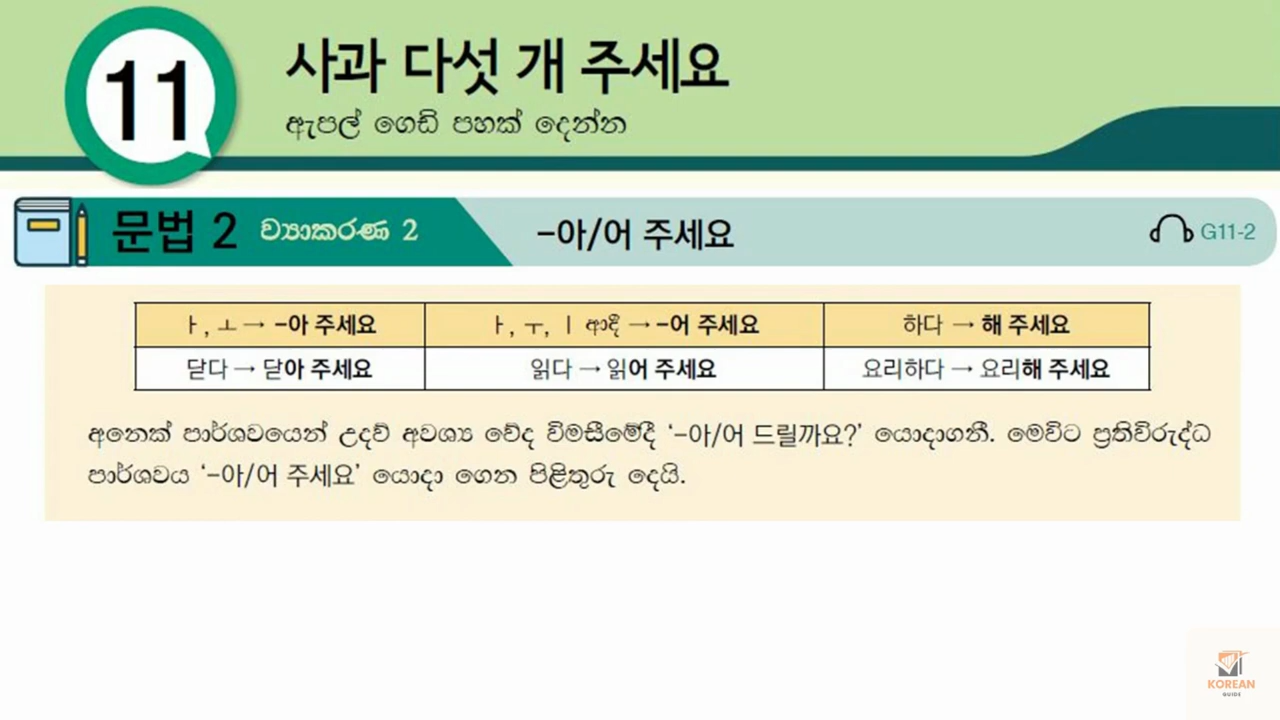 11
사과 다섯 개 주세요
ඇපල් ගෙඩි පහක් දෙන්න
문법 2 ව්‍යාකරණ 2 -아/어 주세요 G11-2
ㅏ, ㅗ → -아 주세요 ㅏ, ㅜ, ㅣ ආදී → -어 주세요 하다 → 해 주세요
닫다 → 닫아 주세요 읽다 → 읽어 주세요 요리하다 → 요리해 주세요
අනෙක් පාර්ශවයෙන් උදව් අවශ්‍ය වේද විමසීමේදී ‘-아/어 드릴까요?’ යොදාගනී. මෙවිට ප්‍රතිවිරුද්ධ
පාර්ශවය ‘-아/어 주세요’ යොදා ගෙන පිළිතුරු දෙයි.
KOREAN
GUIDE